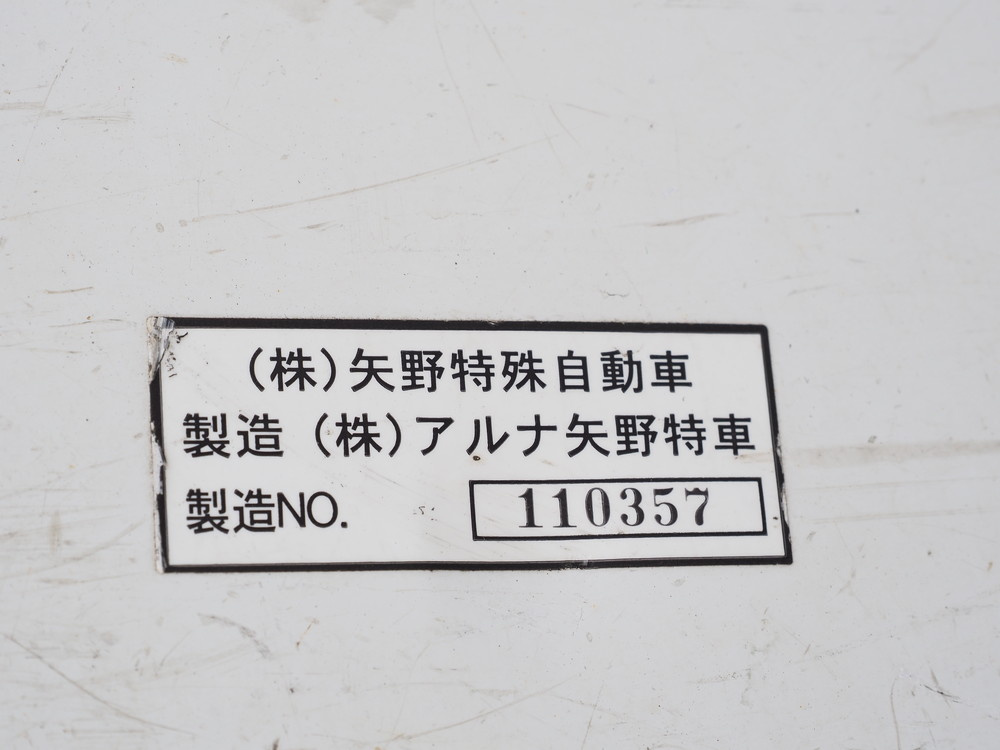 (株)矢野特殊自動車
製造 (株)アルナ矢野特車
製造NO. 110357